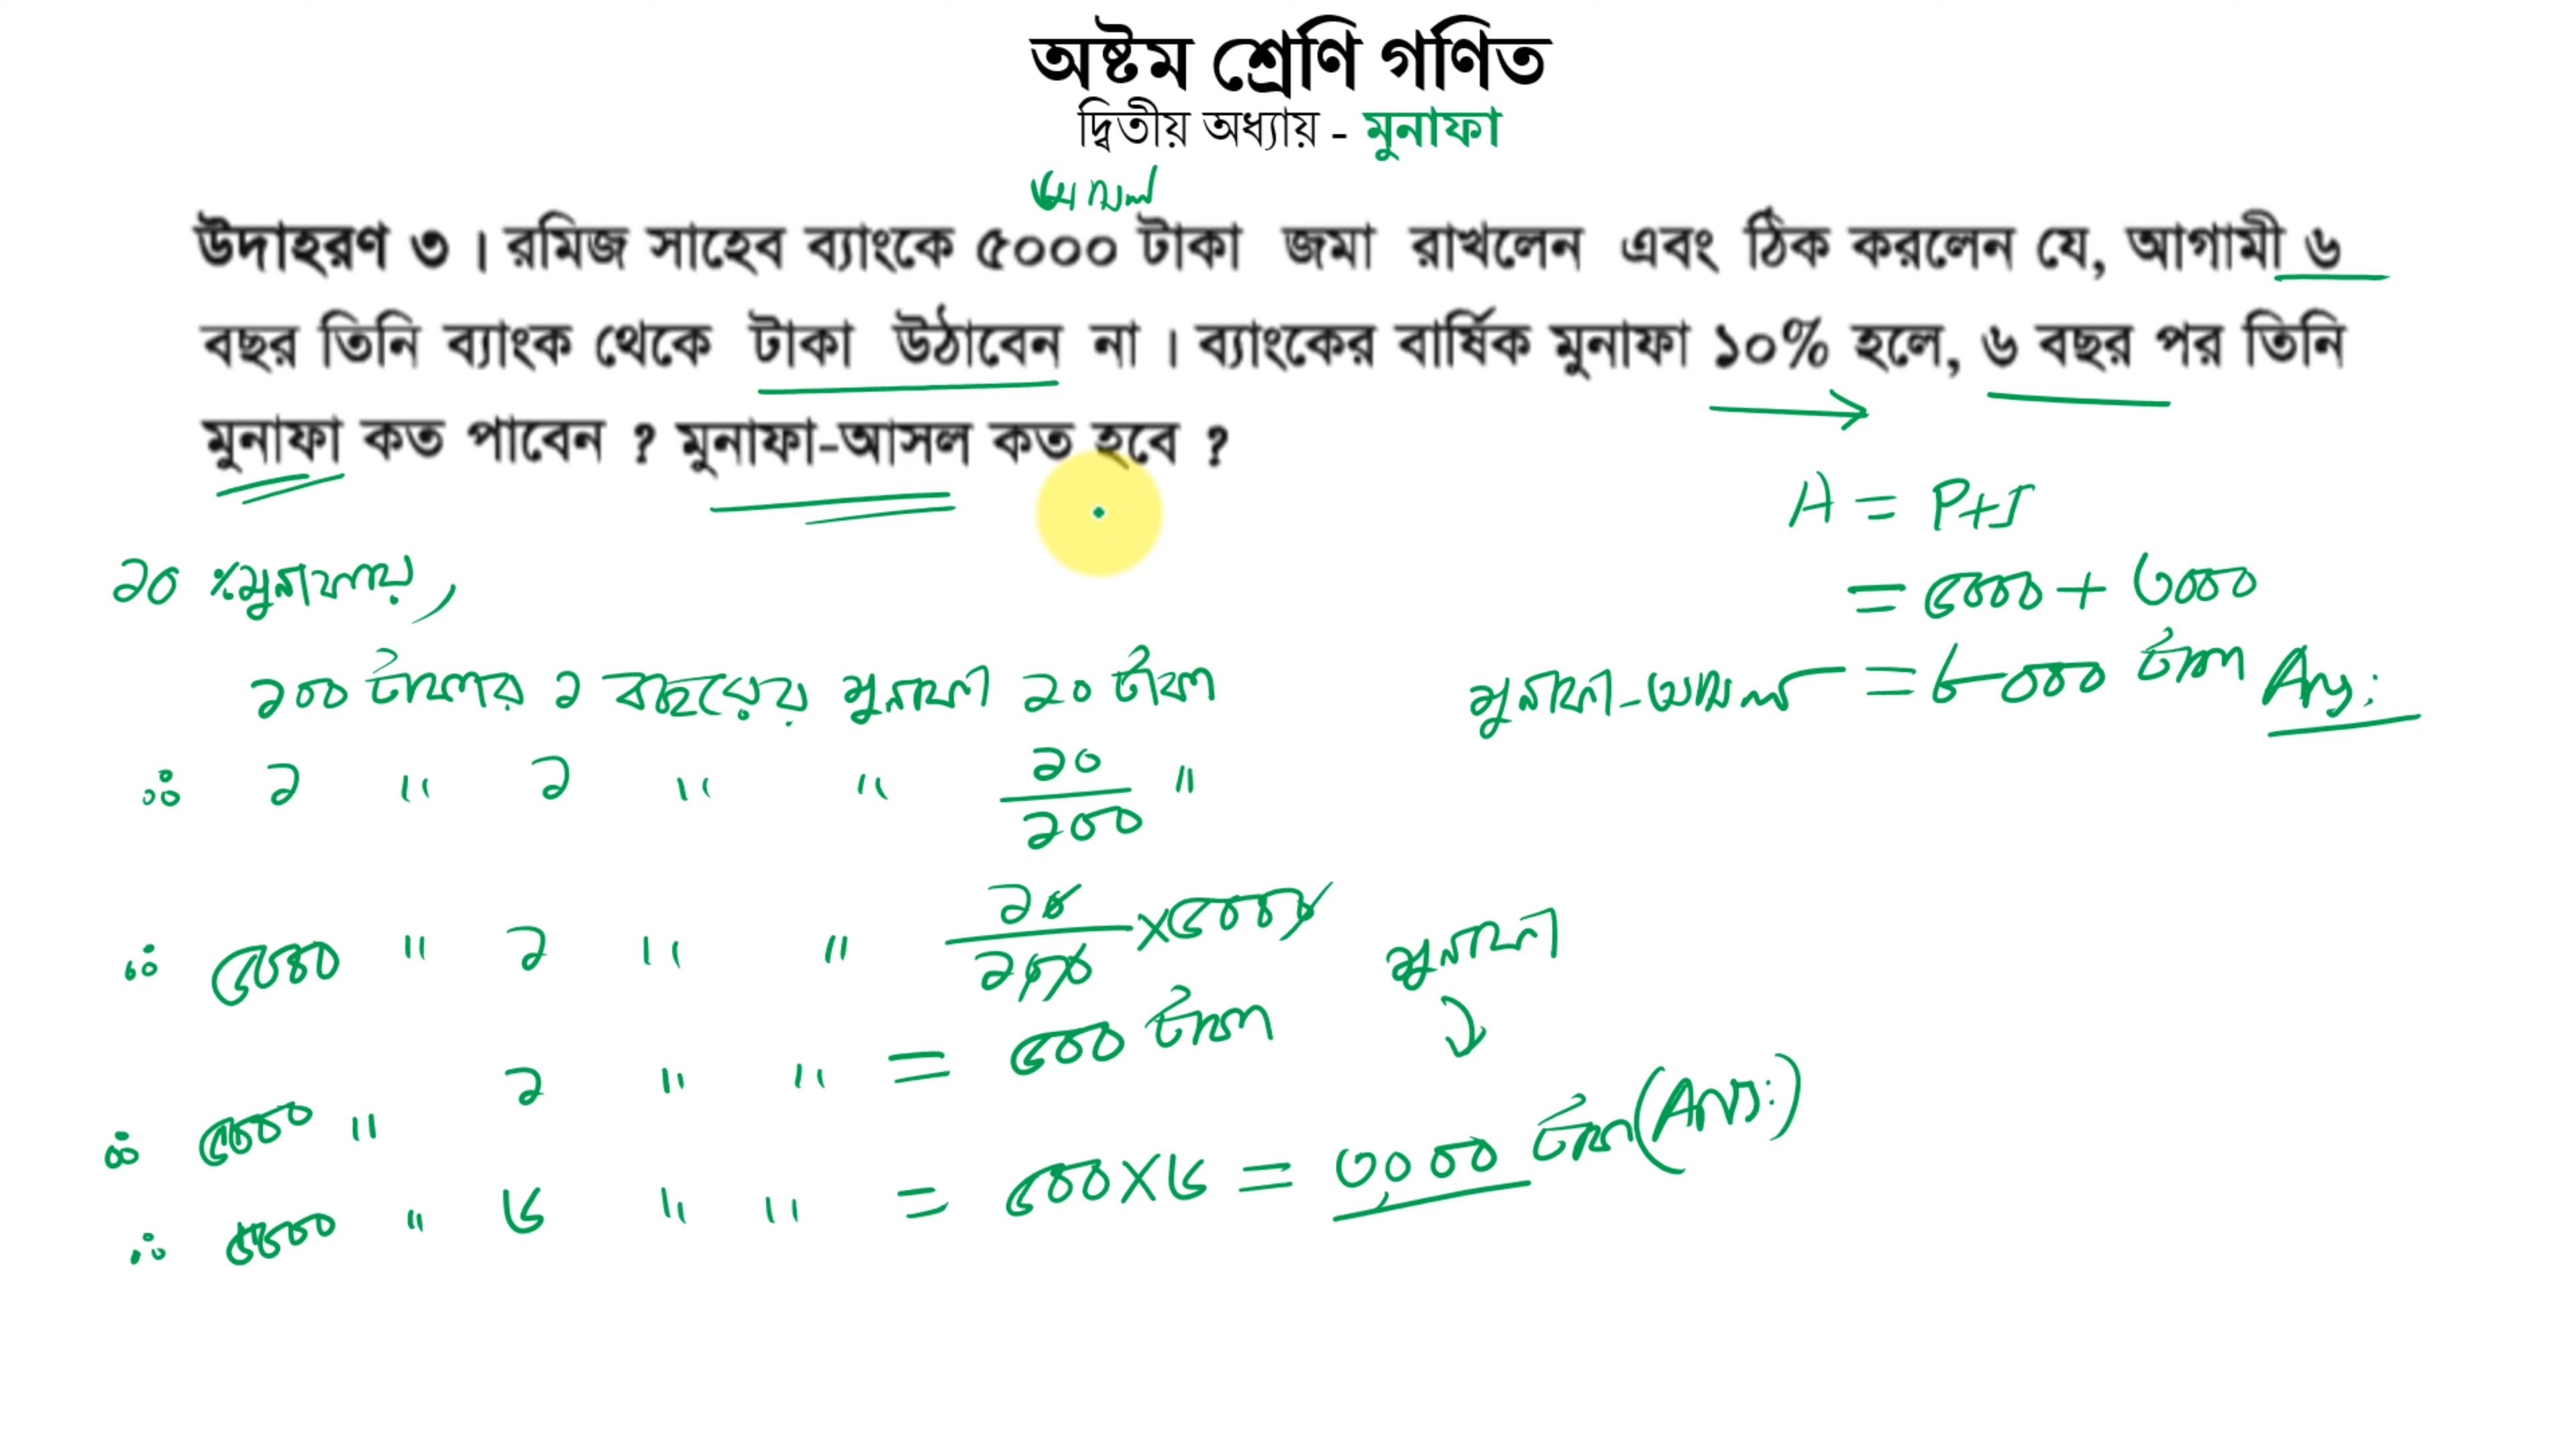 অষ্টম শ্রেণি গণিত
দ্বিতীয় অধ্যায় - মুনাফা
আসল
উদাহরণ ৩ । রমিজ সাহেব ব্যাংকে ৫০০০ টাকা জমা রাখলেন এবং ঠিক করলেন যে, আগামী ৬
বছর তিনি ব্যাংক থেকে টাকা উঠাবেন না । ব্যাংকের বার্ষিক মুনাফা ১০% হলে, ৬ বছর পর তিনি
মুনাফা কত পাবেন ? মুনাফা-আসল কত হবে ?
A = P+I
= ৫০০০ + ৩০০০
মুনাফা-আসল = ৮০০০ টাকা Ans:
১০ % মুনাফায়,
১০০ টাকার ১ বছরের মুনাফা ১০ টাকা
∴ ১ " ১ " " ১০/১০০ "
∴ ৫০০০ " ১ " " ১০/১০০ ×৫০০০
মুনাফা
= ৫০০ টাকা
∴ ৫০০০ " ১ " "
∴ ৫০০০ " ৬ " " = ৫০০×৬ = ৩,০০০ টাকা (Ans:)